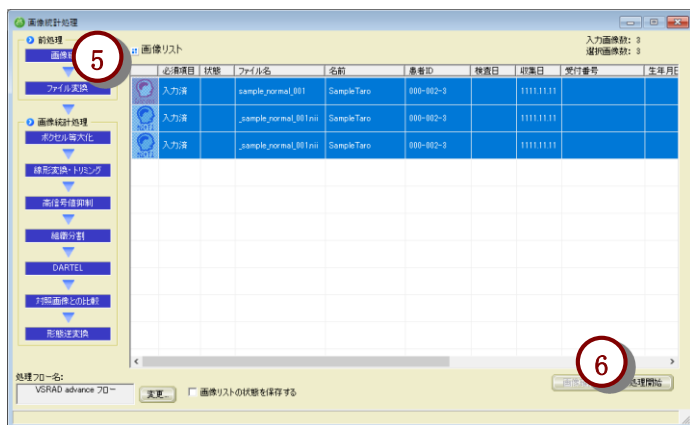 画像統計処理
入力画像数: 3
選択画像数: 3
前処理
5
画像リスト
ファイル変換
画像統計処理
ボクセル等大化
線形変換・トリミング
高信号値抑制
組織分割
DARTEL
対照画像との比較
形態逆変換
必須項目 状態 ファイル名 名前 患者ID 検査日 収集日 受付番号 生年月日
入力済 sample_normal_001 SampleTaro 000-002-3 1111.11.11
入力済 _sample_normal_001nii SampleTaro 000-002-3 1111.11.11
入力済 _sample_normal_001nii SampleTaro 000-002-3 1111.11.11
6
処理フロー名:
VSRAD advance フロー
変更...
画像リストの状態を保存する
処理開始